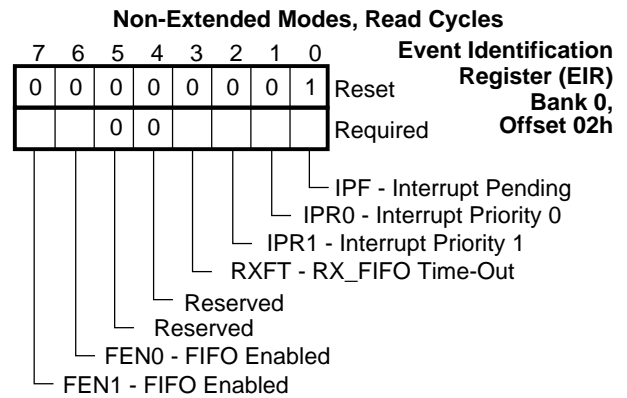 Non-Extended Modes, Read Cycles
7 6 5 4 3 2 1 0
Event Identification
Register (EIR)
Bank 0,
Offset 02h
0 0 0 0 0 0 0 1 Reset
0 0 Required
IPF - Interrupt Pending
IPR0 - Interrupt Priority 0
IPR1 - Interrupt Priority 1
RXFT - RX_FIFO Time-Out
Reserved
Reserved
FEN0 - FIFO Enabled
FEN1 - FIFO Enabled